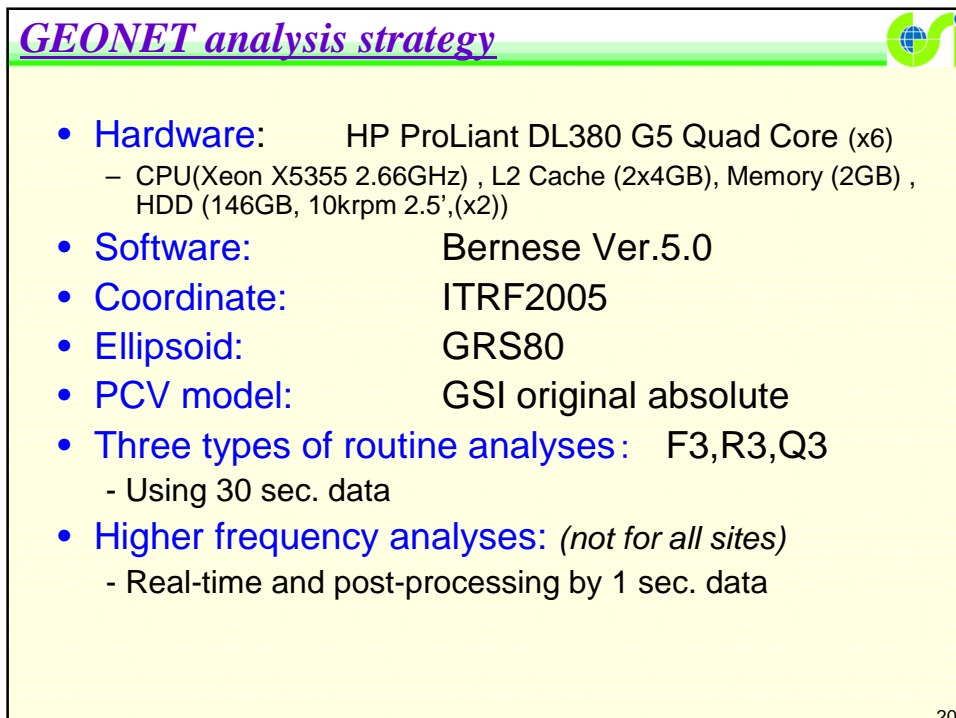 GEONET analysis strategy
• Hardware: HP ProLiant DL380 G5 Quad Core (x6)
– CPU(Xeon X5355 2.66GHz) , L2 Cache (2x4GB), Memory (2GB) ,
HDD (146GB, 10krpm 2.5',(x2))
• Software: Bernese Ver.5.0
• Coordinate: ITRF2005
• Ellipsoid: GRS80
• PCV model: GSI original absolute
• Three types of routine analyses： F3,R3,Q3
- Using 30 sec. data
• Higher frequency analyses: (not for all sites)
- Real-time and post-processing by 1 sec. data
20